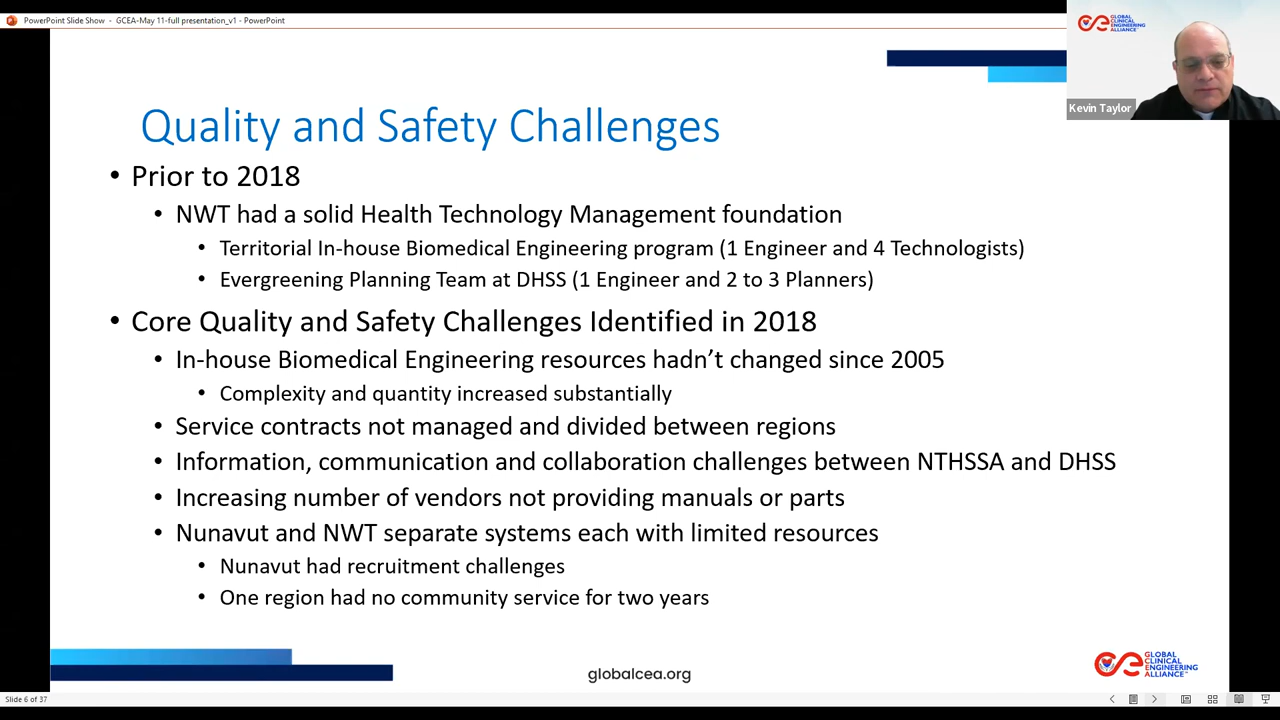 PowerPoint Slide Show - GCEA-May 11-full presentation_v1 - PowerPoint
GLOBAL
CLINICAL
ENGINEERING
ALLIANCE™
Kevin Taylor
Quality and Safety Challenges
• Prior to 2018
• NWT had a solid Health Technology Management foundation
• Territorial In-house Biomedical Engineering program (1 Engineer and 4 Technologists)
• Evergreening Planning Team at DHSS (1 Engineer and 2 to 3 Planners)
• Core Quality and Safety Challenges Identified in 2018
• In-house Biomedical Engineering resources hadn’t changed since 2005
• Complexity and quantity increased substantially
• Service contracts not managed and divided between regions
• Information, communication and collaboration challenges between NTHSSA and DHSS
• Increasing number of vendors not providing manuals or parts
• Nunavut and NWT separate systems each with limited resources
• Nunavut had recruitment challenges
• One region had no community service for two years
globalcea.org
GLOBAL
CLINICAL
ENGINEERING
ALLIANCE™
Slide 6 of 37